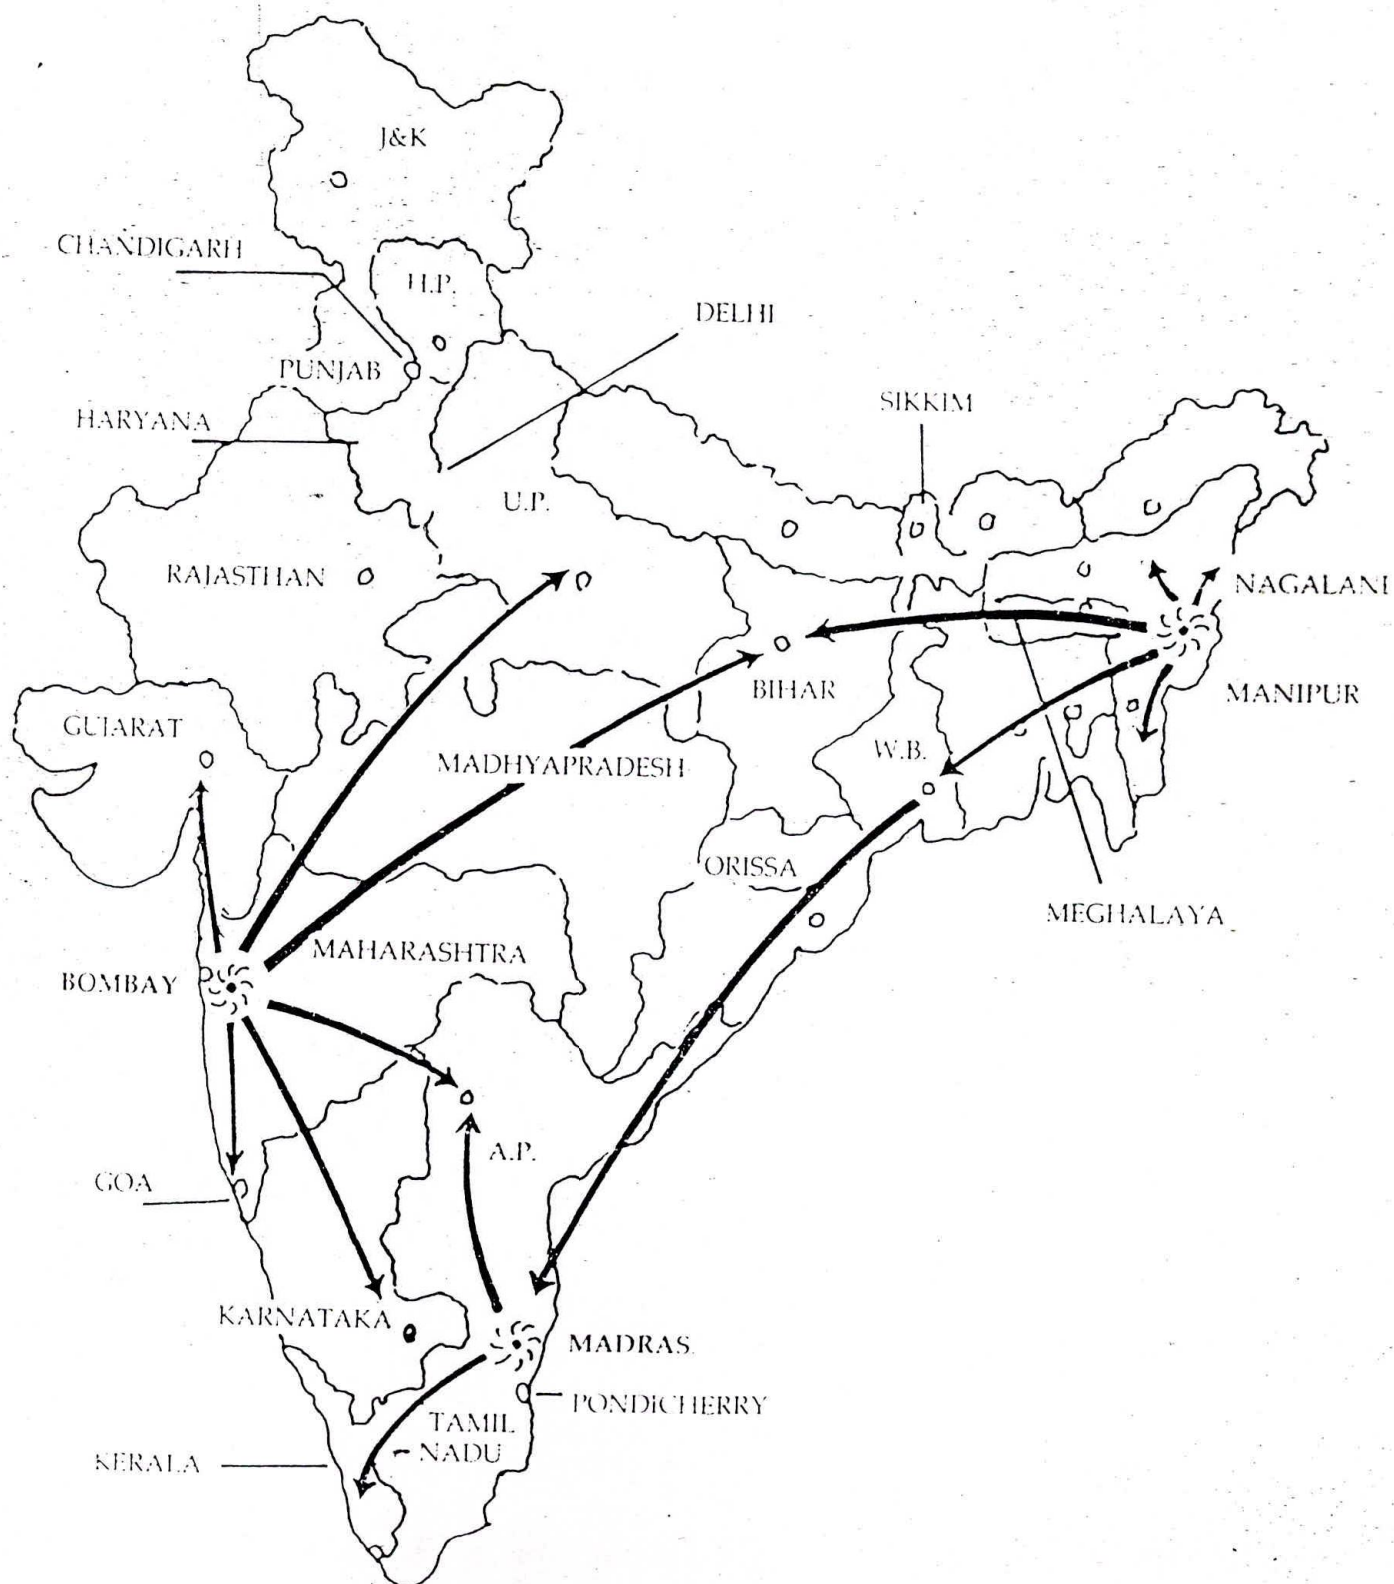 J&K
CHANDIGARH
H.P.
DELHI
PUNJAB
SIKKIM
HARYANA
U.P.
RAJASTHAN
NAGALANI
BIHAR
MANIPUR
GUJARAT
W.B.
MADHYAPRADESH
ORISSA
MEGHALAYA
MAHARASHTRA
BOMBAY
A.P.
GOA
KARNATAKA
MADRAS
PONDICHERRY
TAMIL
NADU
KERALA